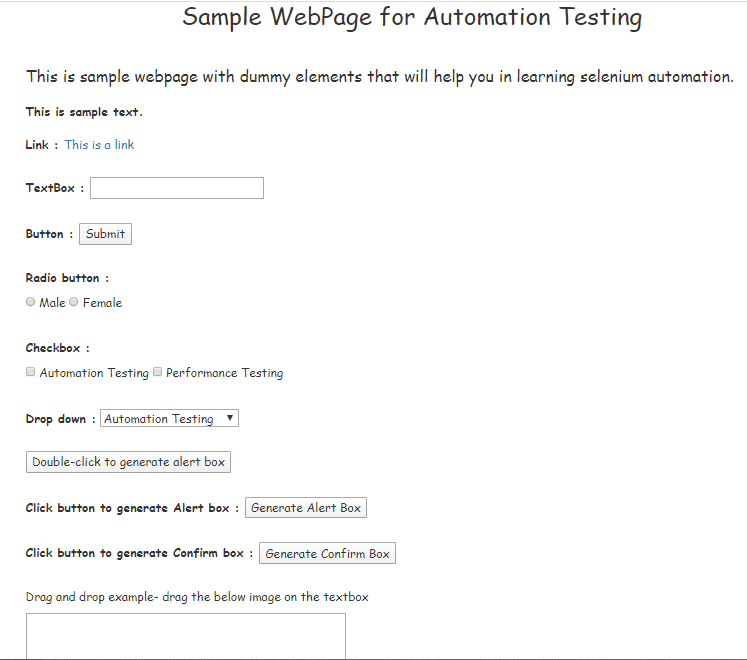 Sample WebPage for Automation Testing
This is sample webpage with dummy elements that will help you in learning selenium automation.
This is sample text.
Link : This is a link
TextBox :
Button : Submit
Radio button :
Male Female
Checkbox :
Automation Testing Performance Testing
Drop down : Automation Testing
Double-click to generate alert box
Click button to generate Alert box : Generate Alert Box
Click button to generate Confirm box : Generate Confirm Box
Drag and drop example- drag the below image on the textbox